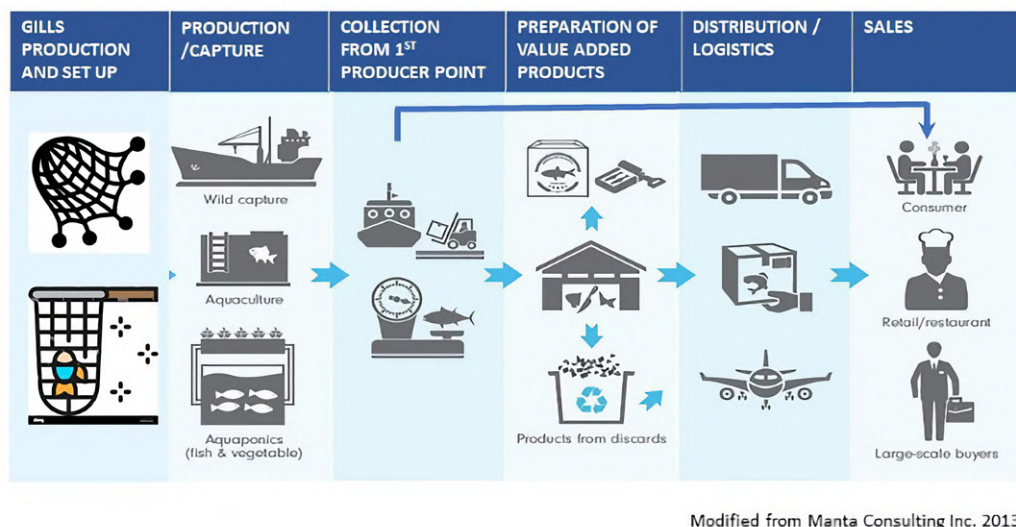 GILLS
PRODUCTION
AND SET UP
PRODUCTION
/CAPTURE
COLLECTION
FROM 1ST
PRODUCER POINT
PREPARATION OF
VALUE ADDED
PRODUCTS
DISTRIBUTION /
LOGISTICS
SALES
Wild capture
Aquaculture
Aquaponics
(fish & vegetable)
Products from discards
Consumer
Retail/restaurant
Large-scale buyers
Modified from Manta Consulting Inc. 2013